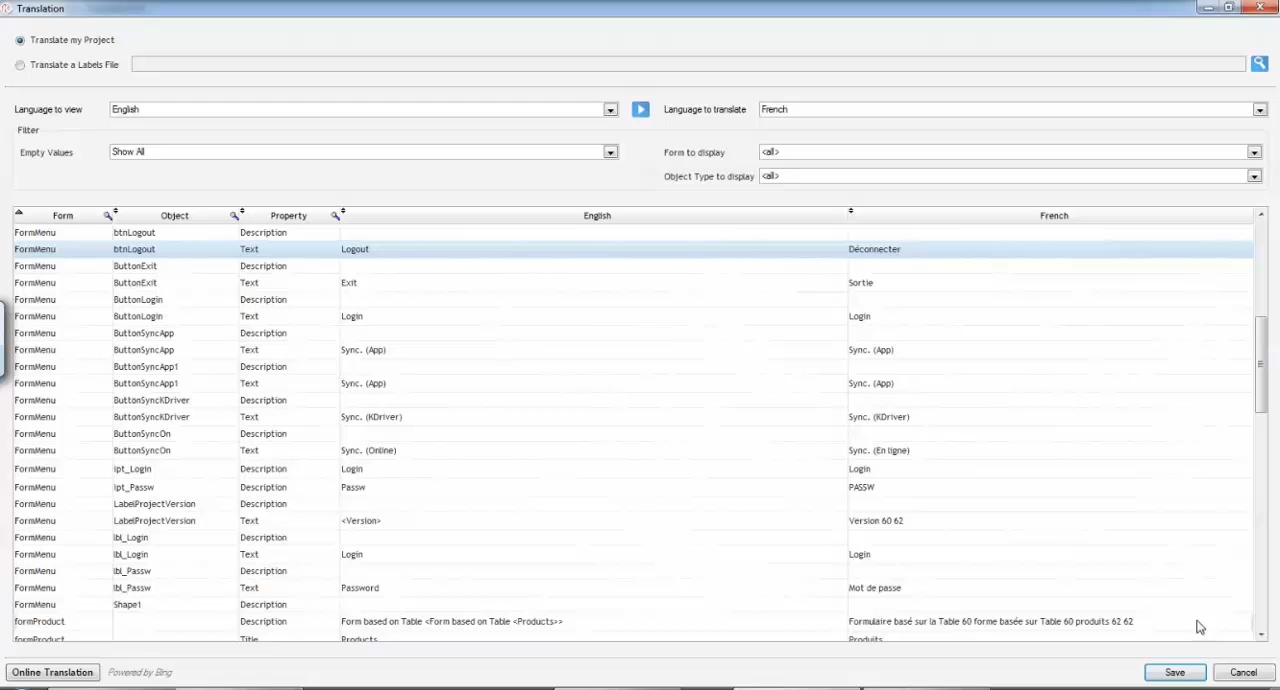 Translation
Translate my Project
Translate a Labels File
Language to view English Language to translate French
Filter
Empty Values Show All Form to display <all>
Object Type to display <all>
Form Object Property English French
FormMenu btnLogout Description
FormMenu btnLogout Text Logout Déconnecter
FormMenu ButtonExit Description
FormMenu ButtonExit Text Exit Sortie
FormMenu ButtonLogin Description
FormMenu ButtonLogin Text Login Login
FormMenu ButtonSyncApp Description
FormMenu ButtonSyncApp Text Sync. (App) Sync. (App)
FormMenu ButtonSyncApp1 Description
FormMenu ButtonSyncApp1 Text Sync. (App) Sync. (App)
FormMenu ButtonSyncKDriver Description
FormMenu ButtonSyncKDriver Text Sync. (KDriver) Sync. (KDriver)
FormMenu ButtonSyncOn Description
FormMenu ButtonSyncOn Text Sync. (Online) Sync. (En ligne)
FormMenu ipt_Login Description Login Login
FormMenu ipt_Passw Description Passw PASSW
FormMenu LabelProjectVersion Description
FormMenu LabelProjectVersion Text <Version> Version 60 62
FormMenu lbl_Login Description
FormMenu lbl_Login Text Login Login
FormMenu lbl_Passw Description
FormMenu lbl_Passw Text Password Mot de passe
FormMenu Shape1 Description
formProduct Description Form based on Table <Form based on Table <Products>> Formulaire basé sur la Table 60 forme basée sur Table 60 produits 62 62
formProduct Title Products Produits
Online Translation Powered by Bing Save Cancel